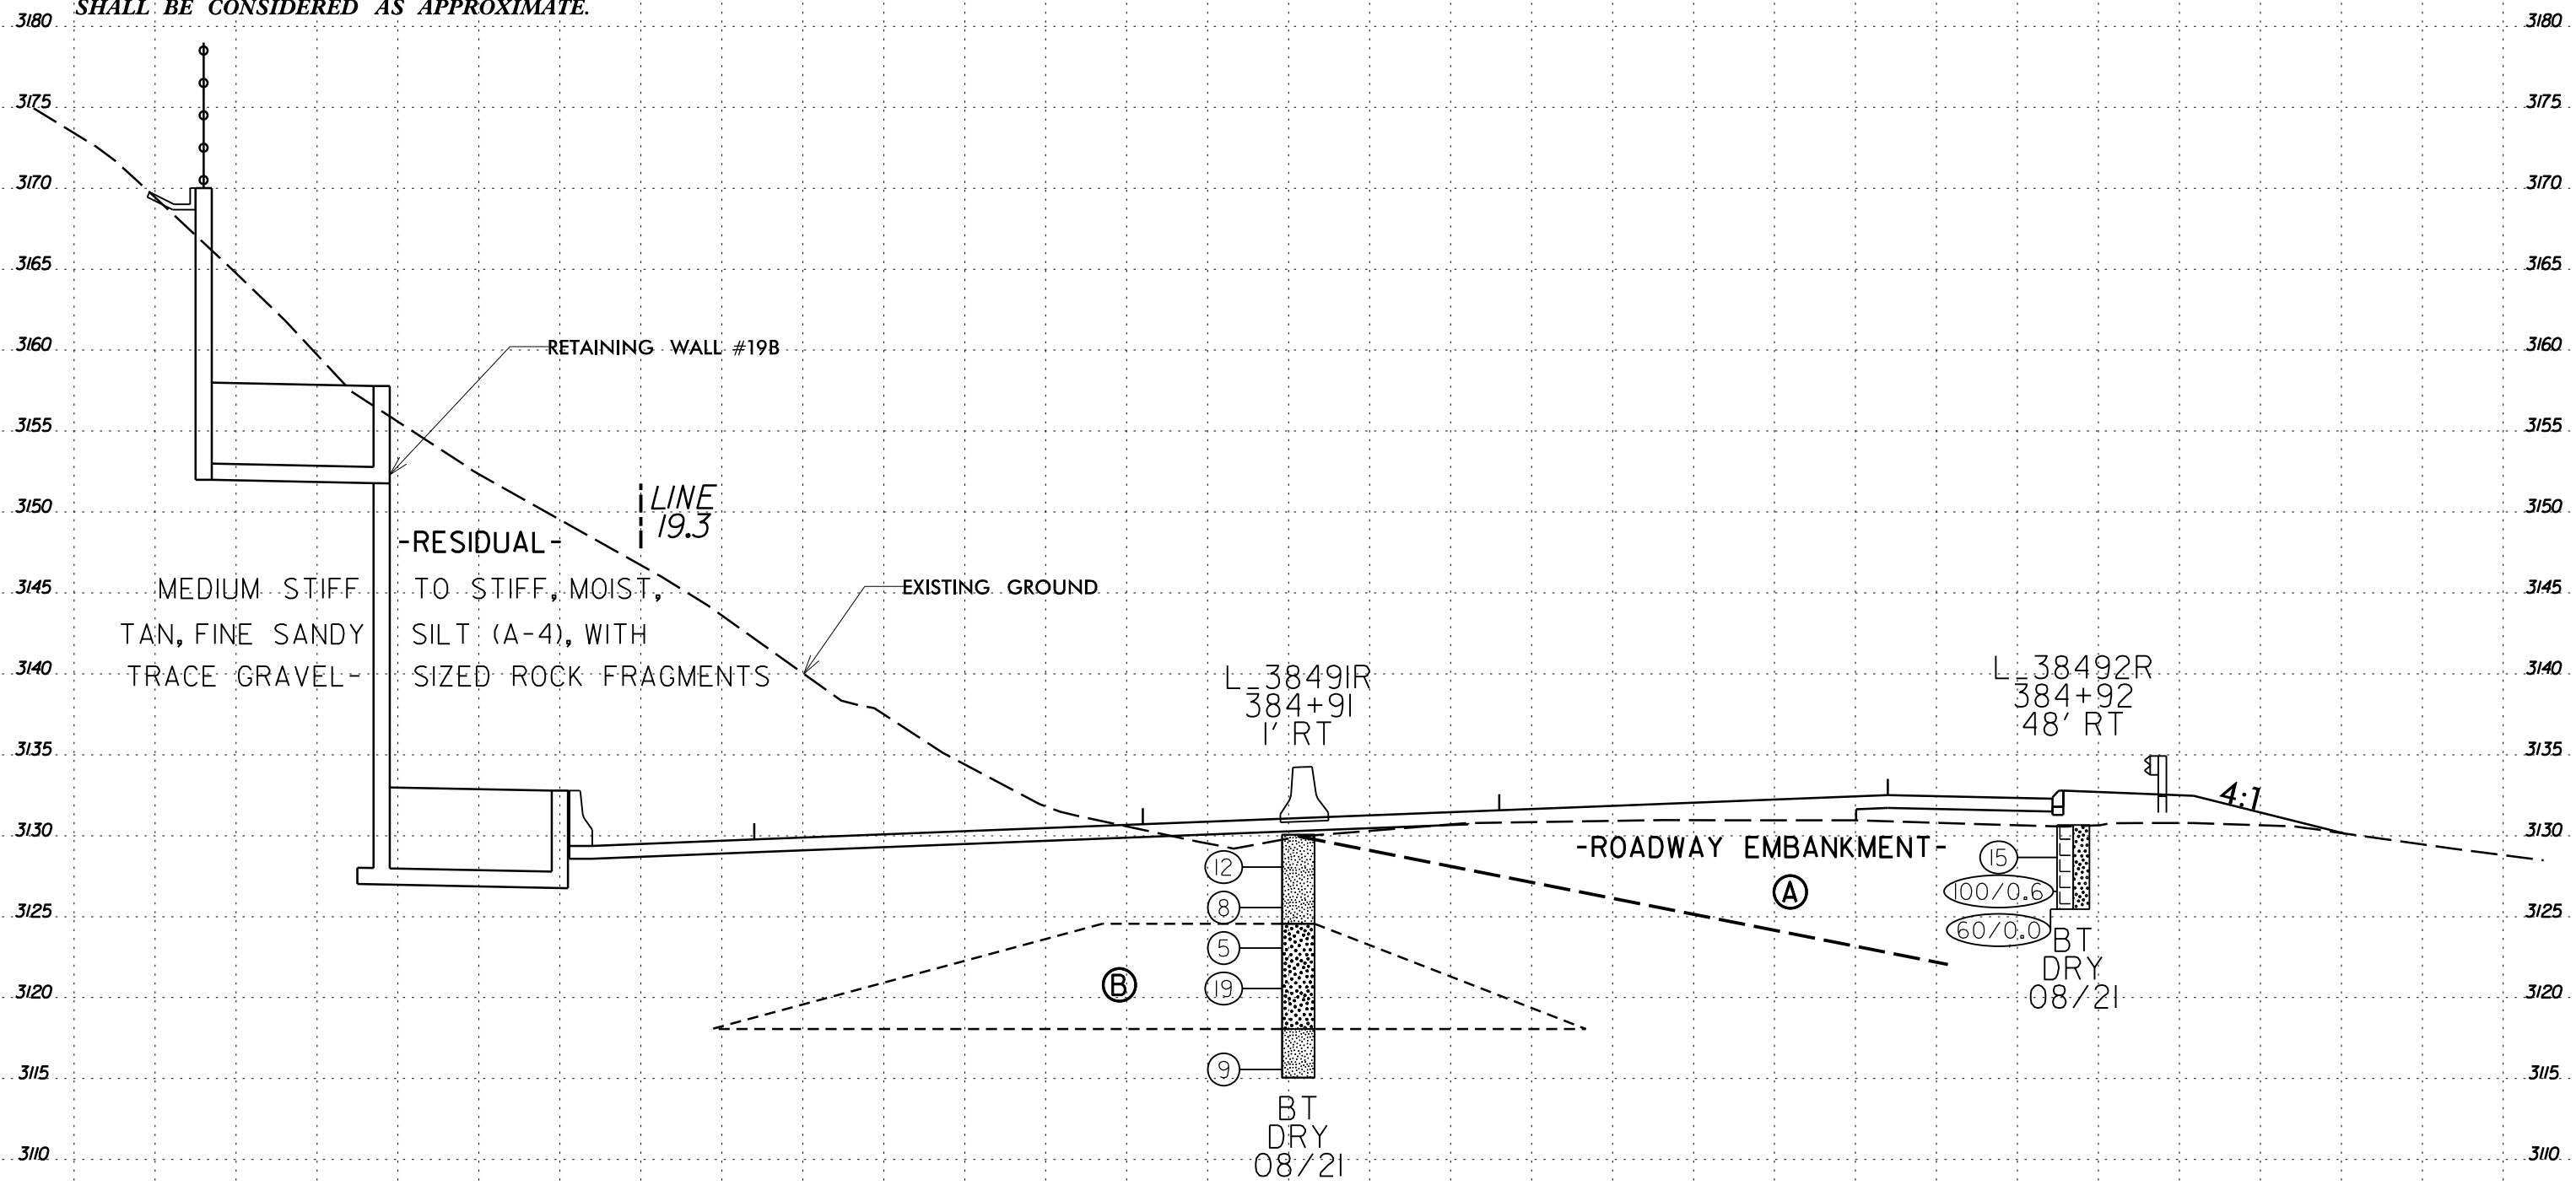 SHALL BE CONSIDERED AS APPROXIMATE.
3180 3180
3175 3175
3170 3170
3165 3165
3160 3160
RETAINING WALL #19B
3155 3155
3150 3150
LINE
19.3
-RESIDUAL-
3145 3145
MEDIUM STIFF TO STIFF, MOIST,
EXISTING GROUND
TAN, FINE SANDY SILT (A-4), WITH
3140 3140
TRACE GRAVEL- SIZED ROCK FRAGMENTS
L_38491R
384+91
1' RT
L_38492R
384+92
48' RT
3135 3135
4:1
3130 3130
-ROADWAY EMBANKMENT-
A
12
8
5
19
9
15
100/0.6
60/0.0
3125 3125
B
BT
DRY
08/21
3120 3120
3115 3115
BT
DRY
08/21
3110 3110